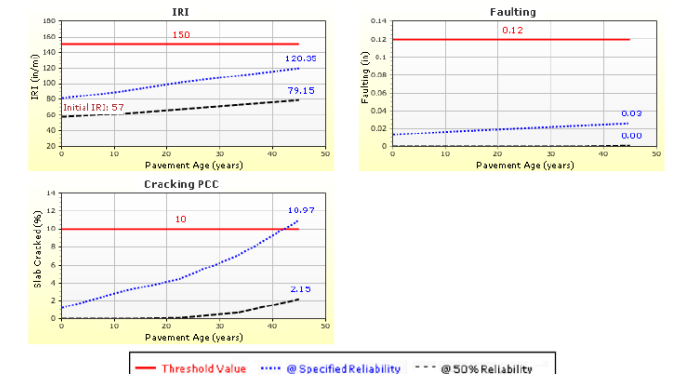 IRI
180
160
150
140
120.35
120
100
79.15
80
Initial IRI: 57
60
40
20
0 10 20 30 40 50
IRI (in/mi)
Pavement Age (years)
Faulting
0.14
0.12
0.12
0.1
0.08
0.06
0.04
0.03
0.02
0.00
0
0 10 20 30 40 50
Faulting (in)
Pavement Age (years)
Cracking PCC
14
12
10.97
10
10
8
6
4
2.15
2
0
0 10 20 30 40 50
Slab Cracked (%)
Pavement Age (years)
Threshold Value @ Specified Reliability @ 50% Reliability